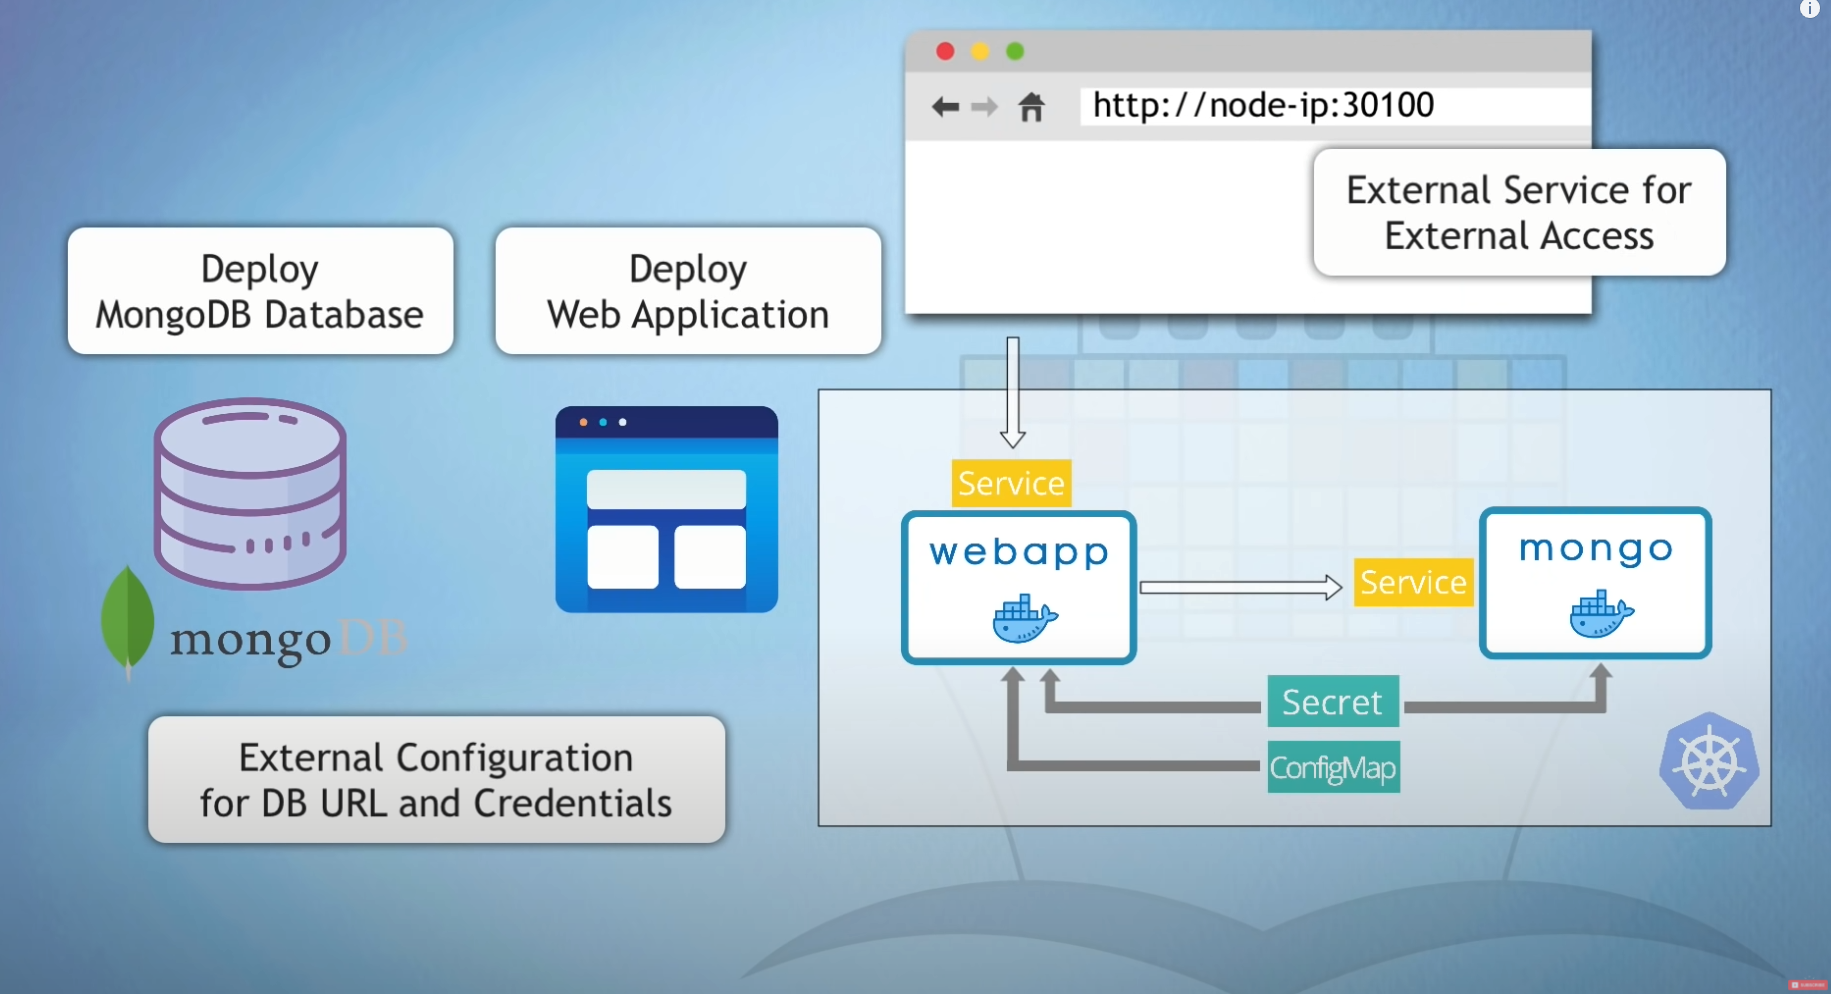 http://node-ip:30100
External Service for
External Access
Deploy
MongoDB Database
Deploy
Web Application
mongoDB
External Configuration
for DB URL and Credentials
Service
webapp
Service
mongo
Secret
ConfigMap
i